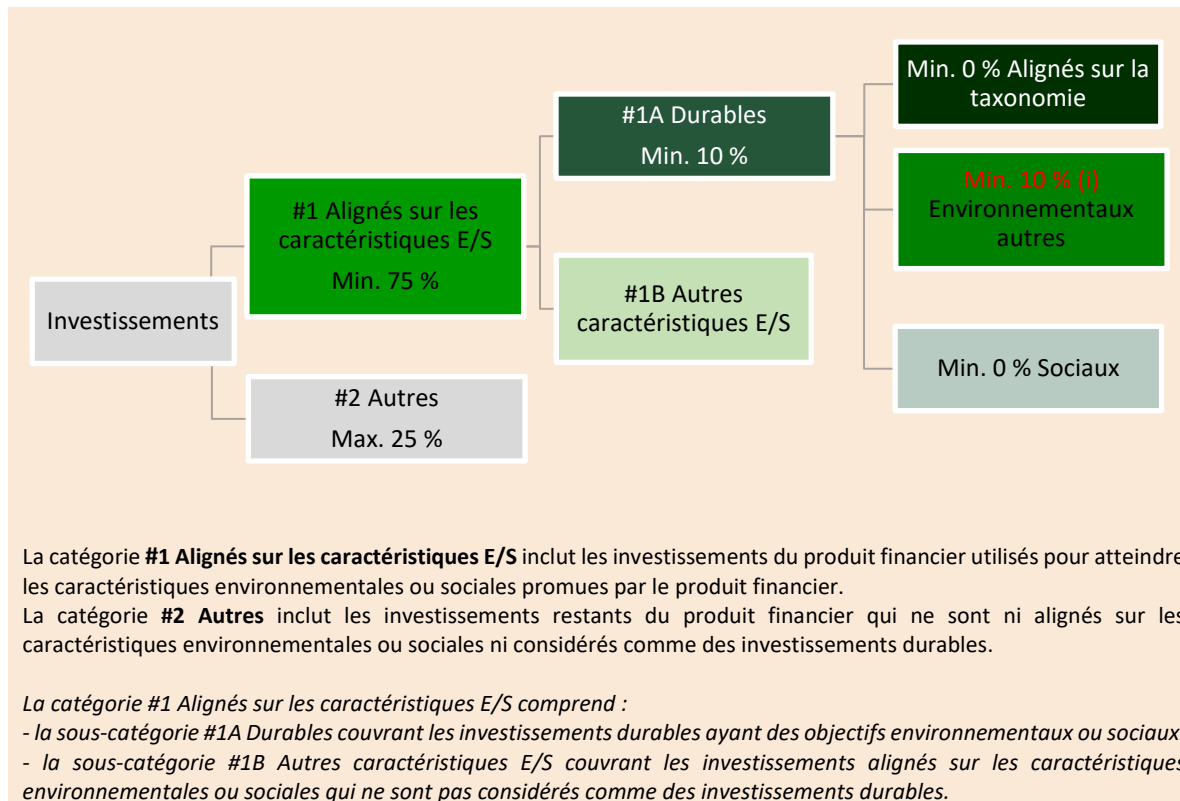 Investissements
#1 Alignés sur les
caractéristiques E/S
Min. 75 %
#2 Autres
Max. 25 %
#1A Durables
Min. 10 %
#1B Autres
caractéristiques E/S
Min. 0 % Alignés sur la
taxonomie
Min. 10 % (i)
Environnementaux
autres
Min. 0 % Sociaux
La catégorie #1 Alignés sur les caractéristiques E/S inclut les investissements du produit financier utilisés pour atteindre
les caractéristiques environnementales ou sociales promues par le produit financier.
La catégorie #2 Autres inclut les investissements restants du produit financier qui ne sont ni alignés sur les
caractéristiques environnementales ou sociales ni considérés comme des investissements durables.
La catégorie #1 Alignés sur les caractéristiques E/S comprend :
- la sous-catégorie #1A Durables couvrant les investissements durables ayant des objectifs environnementaux ou sociaux
- la sous-catégorie #1B Autres caractéristiques E/S couvrant les investissements alignés sur les caractéristiques
environnementales ou sociales qui ne sont pas considérés comme des investissements durables.